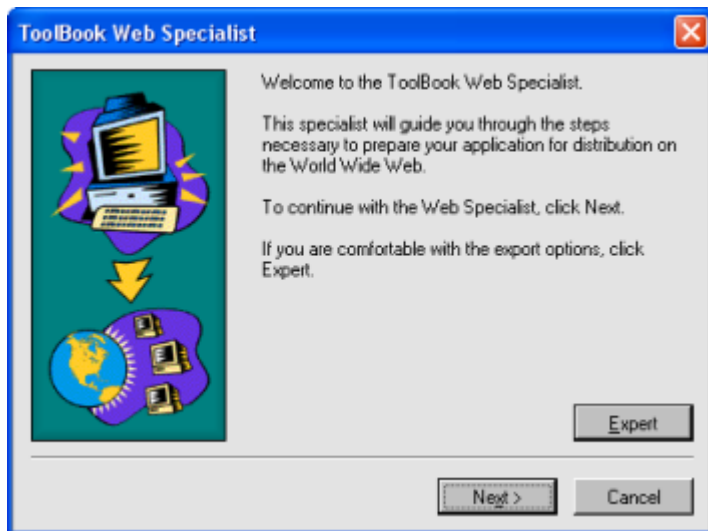 ToolBook Web Specialist
Welcome to the ToolBook Web Specialist.
This specialist will guide you through the steps
necessary to prepare your application for distribution on
the World Wide Web.
To continue with the Web Specialist, click Next.
If you are comfortable with the export options, click
Expert.
Expert
Next >
Cancel